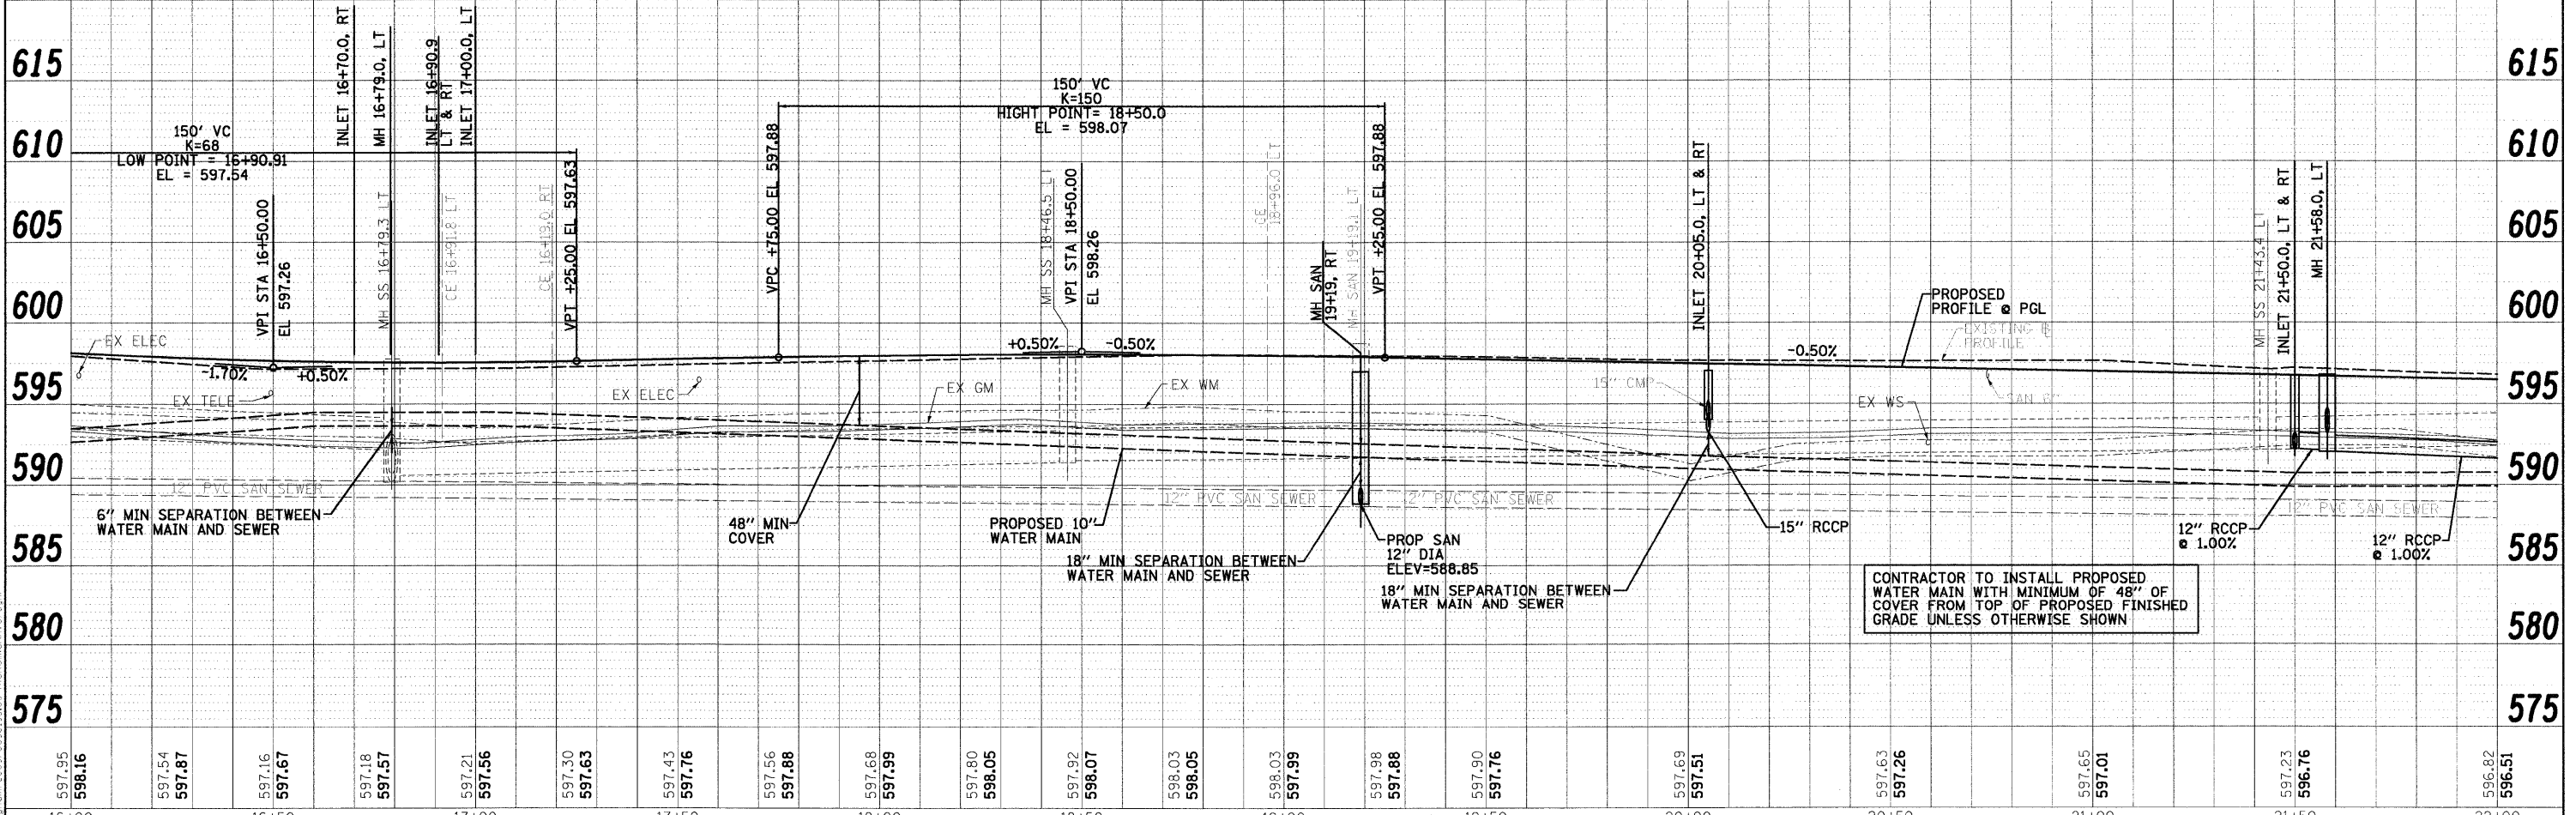 615
615
610
610
605
605
600
600
595
595
590
590
585
585
580
580
575
575
150' VC
K=68
LOW POINT = 16+90.91
EL = 597.54
VPI STA 16+50.00
EL 597.26
INLET 16+70.0, RT
MH 16+79.0, LT
MH SS 16+79.3 LT
INLET 16+90.9
LT & RT
CE 16+91.8 LT
INLET 17+00.0, LT
CE 16+19.0 RT
VPT +25.00 EL 597.63
VPC +75.00 EL 597.88
150' VC
K=150
HIGHT POINT= 18+50.0
EL = 598.07
MH SS 18+46.5 LT
VPI STA 18+50.00
EL 598.26
CE
18+96.0 LT
MH SAN
19+19, RT
MH SAN 19+19.1 LT
VPT +25.00 EL 597.88
INLET 20+05.0, LT & RT
PROPOSED
PROFILE @ PGL
EXISTING
PROFILE
MH SS 21+43.4 LT
INLET 21+50.0, LT & RT
MH 21+58.0, LT
EX ELEC
-1.70%
+0.50%
EX TELE
EX ELEC
EX GM
+0.50%
-0.50%
EX WM
15" CMP
-0.50%
EX WS
12" PVC SAN SEWER
12" PVC SAN SEWER
12" PVC SAN SEWER
12" PVC SAN SEWER
6" MIN SEPARATION BETWEEN
WATER MAIN AND SEWER
48" MIN
COVER
PROPOSED 10"
WATER MAIN
18" MIN SEPARATION BETWEEN
WATER MAIN AND SEWER
PROP SAN
12" DIA
ELEV=588.85
18" MIN SEPARATION BETWEEN
WATER MAIN AND SEWER
15" RCCP
12" RCCP
@ 1.00%
12" RCCP
@ 1.00%
CONTRACTOR TO INSTALL PROPOSED
WATER MAIN WITH MINIMUM OF 48" OF
COVER FROM TOP OF PROPOSED FINISHED
GRADE UNLESS OTHERWISE SHOWN
597.95
598.16
597.54
597.87
597.16
597.67
597.18
597.57
597.21
597.56
597.30
597.63
597.43
597.76
597.56
597.88
597.68
597.99
597.80
598.05
597.92
598.07
598.03
598.05
598.03
597.99
597.98
597.88
597.90
597.76
597.69
597.51
597.63
597.26
597.65
597.01
597.23
596.76
596.82
596.51